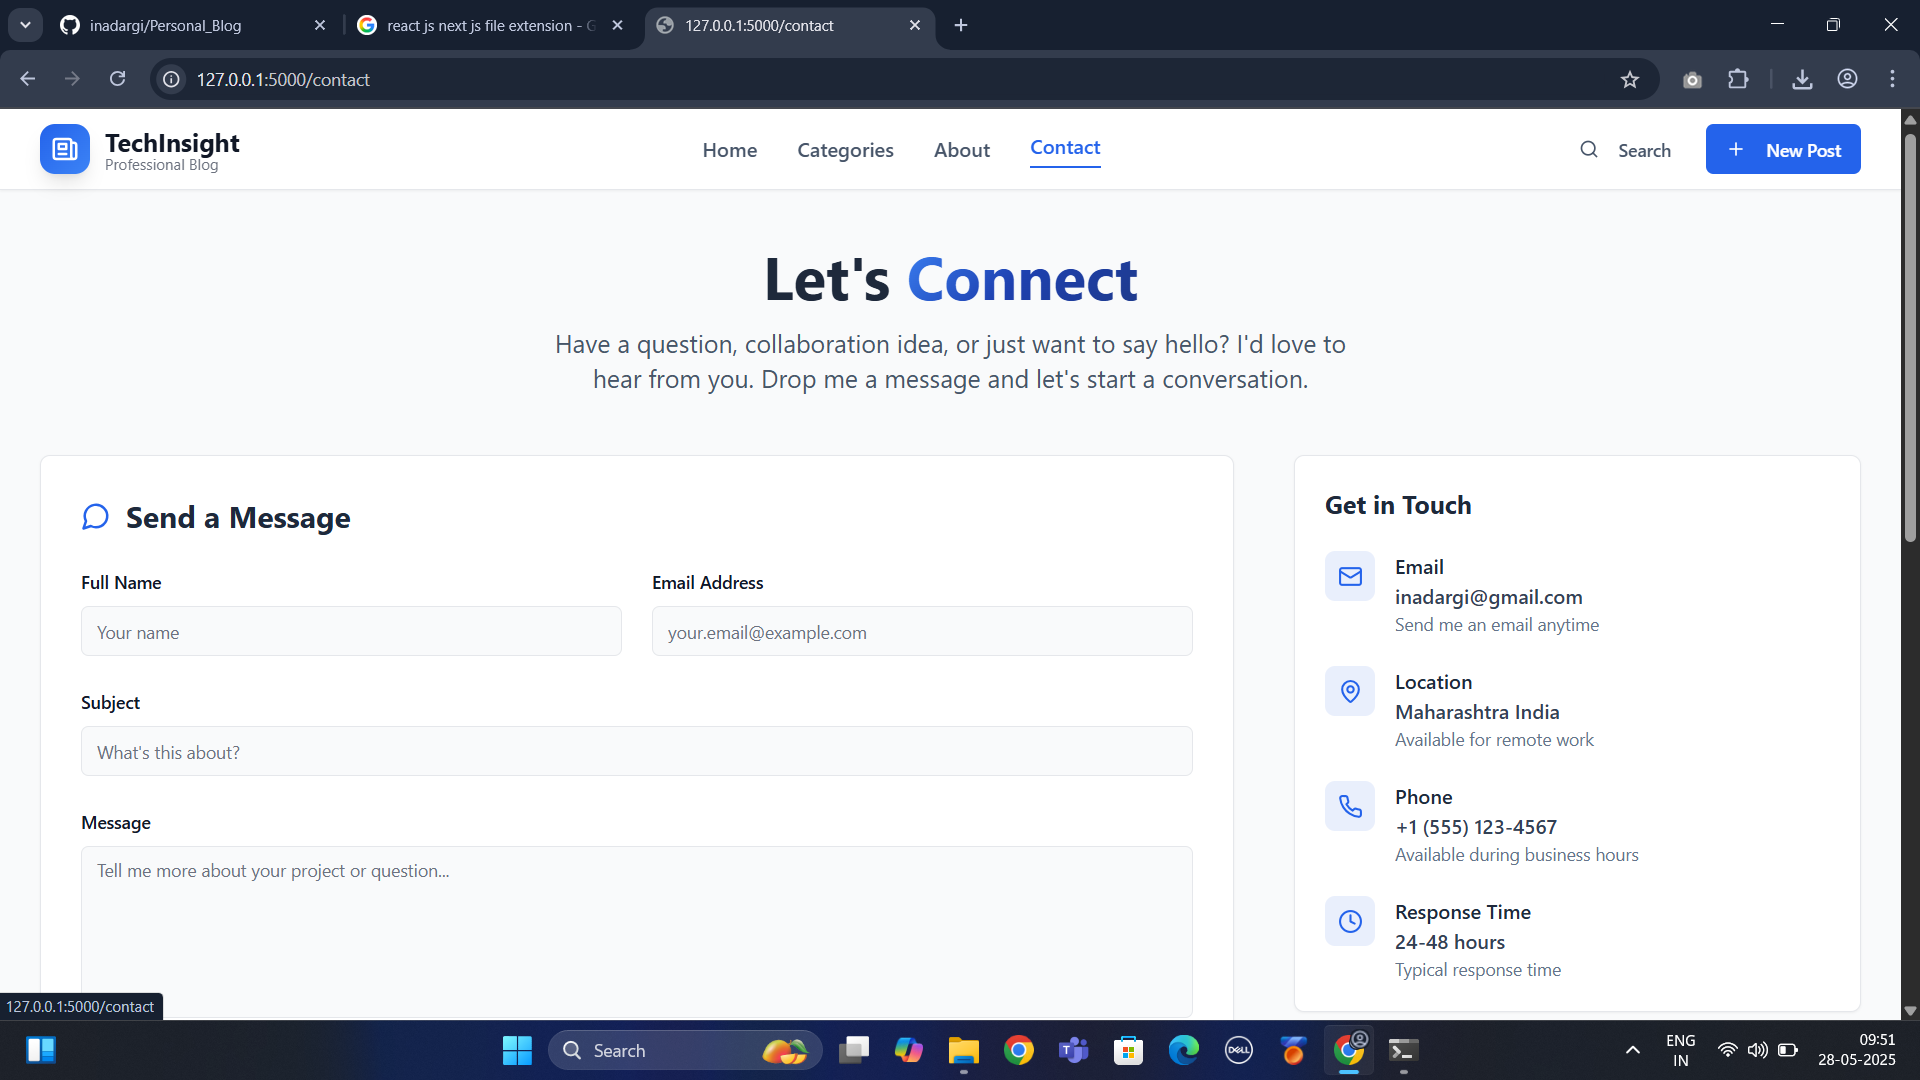 inadargi/Personal_Blog
react js next js file extension - G
127.0.0.1:5000/contact
127.0.0.1:5000/contact
TechInsight
Professional Blog
Home
Categories
About
Contact
Search
New Post
Let's Connect
Have a question, collaboration idea, or just want to say hello? I'd love to
hear from you. Drop me a message and let's start a conversation.
Send a Message
Full Name
Email Address
Your name
your.email@example.com
Subject
What's this about?
Message
Tell me more about your project or question...
Get in Touch
Email
inadargi@gmail.com
Send me an email anytime
Location
Maharashtra India
Available for remote work
Phone
+1 (555) 123-4567
Available during business hours
Response Time
24-48 hours
Typical response time
127.0.0.1:5000/contact
Search
DELL
ENG
IN
09:51
28-05-2025